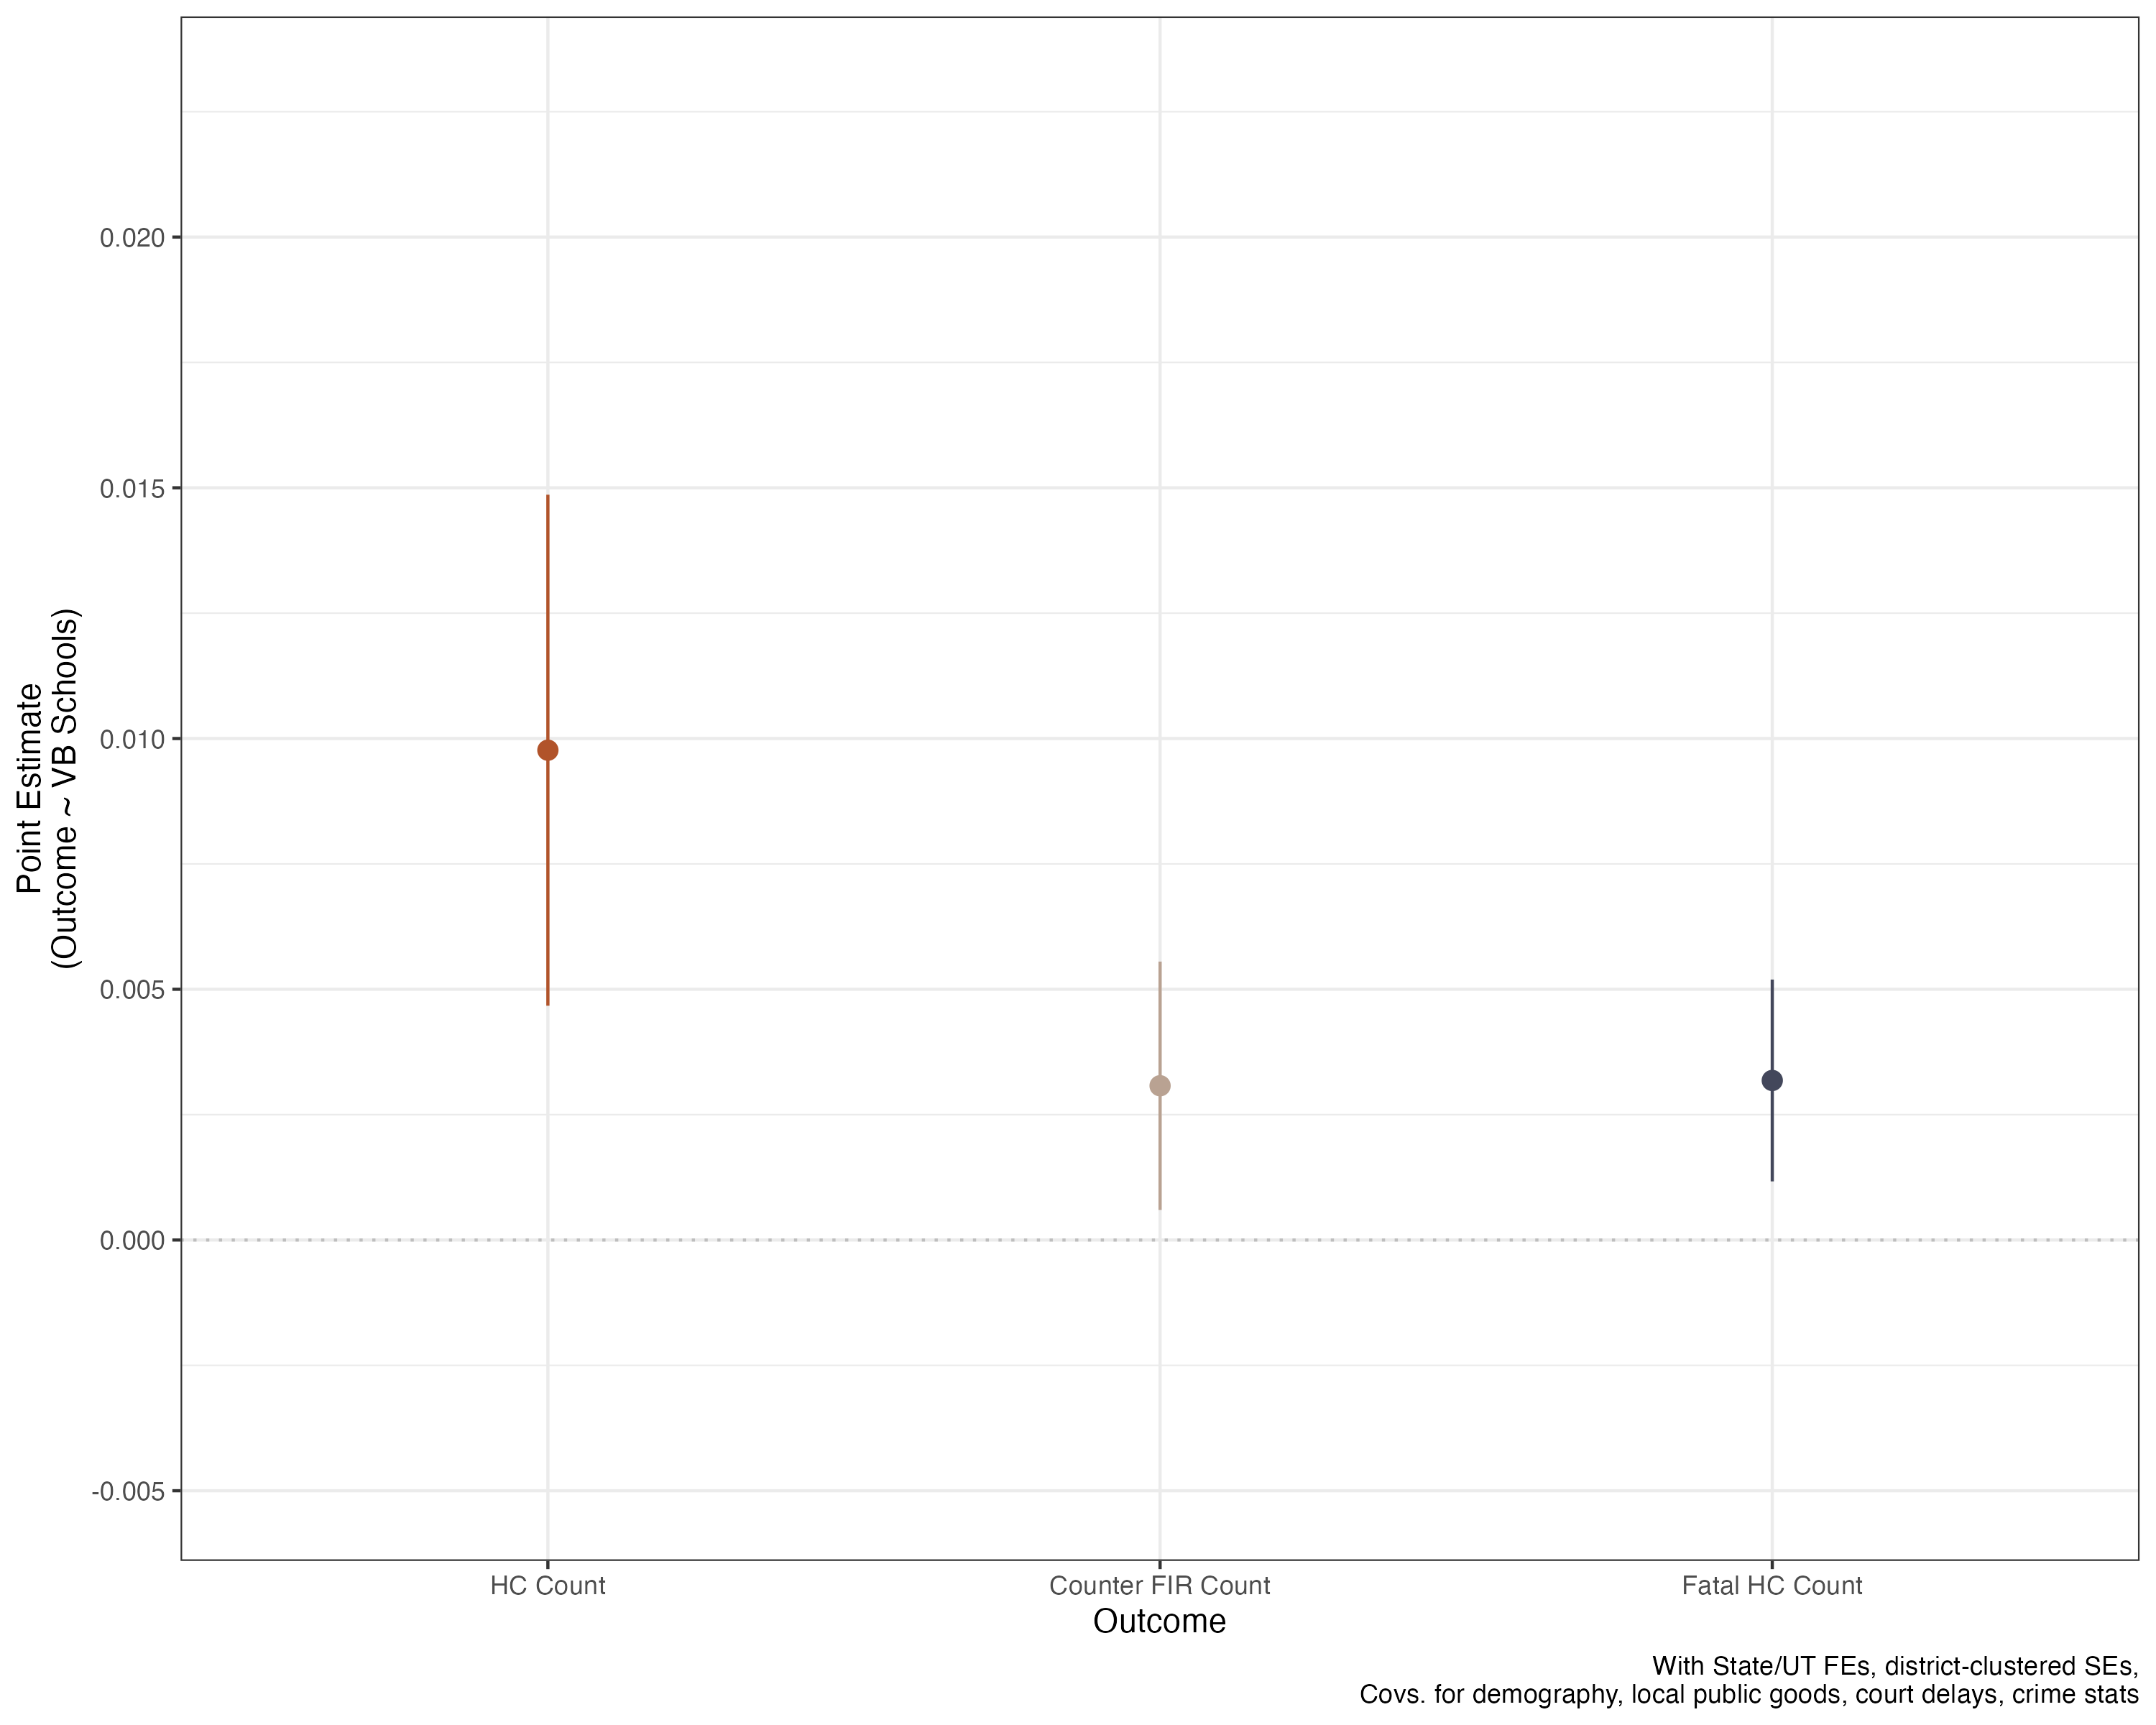 Point Estimate
(Outcome ~ VB Schools)
0.020
0.015
0.010
0.005
0.000
-0.005
HC Count
Counter FIR Count
Fatal HC Count
Outcome
With State/UT FEs, district-clustered SEs,
Covs. for demography, local public goods, court delays, crime stats